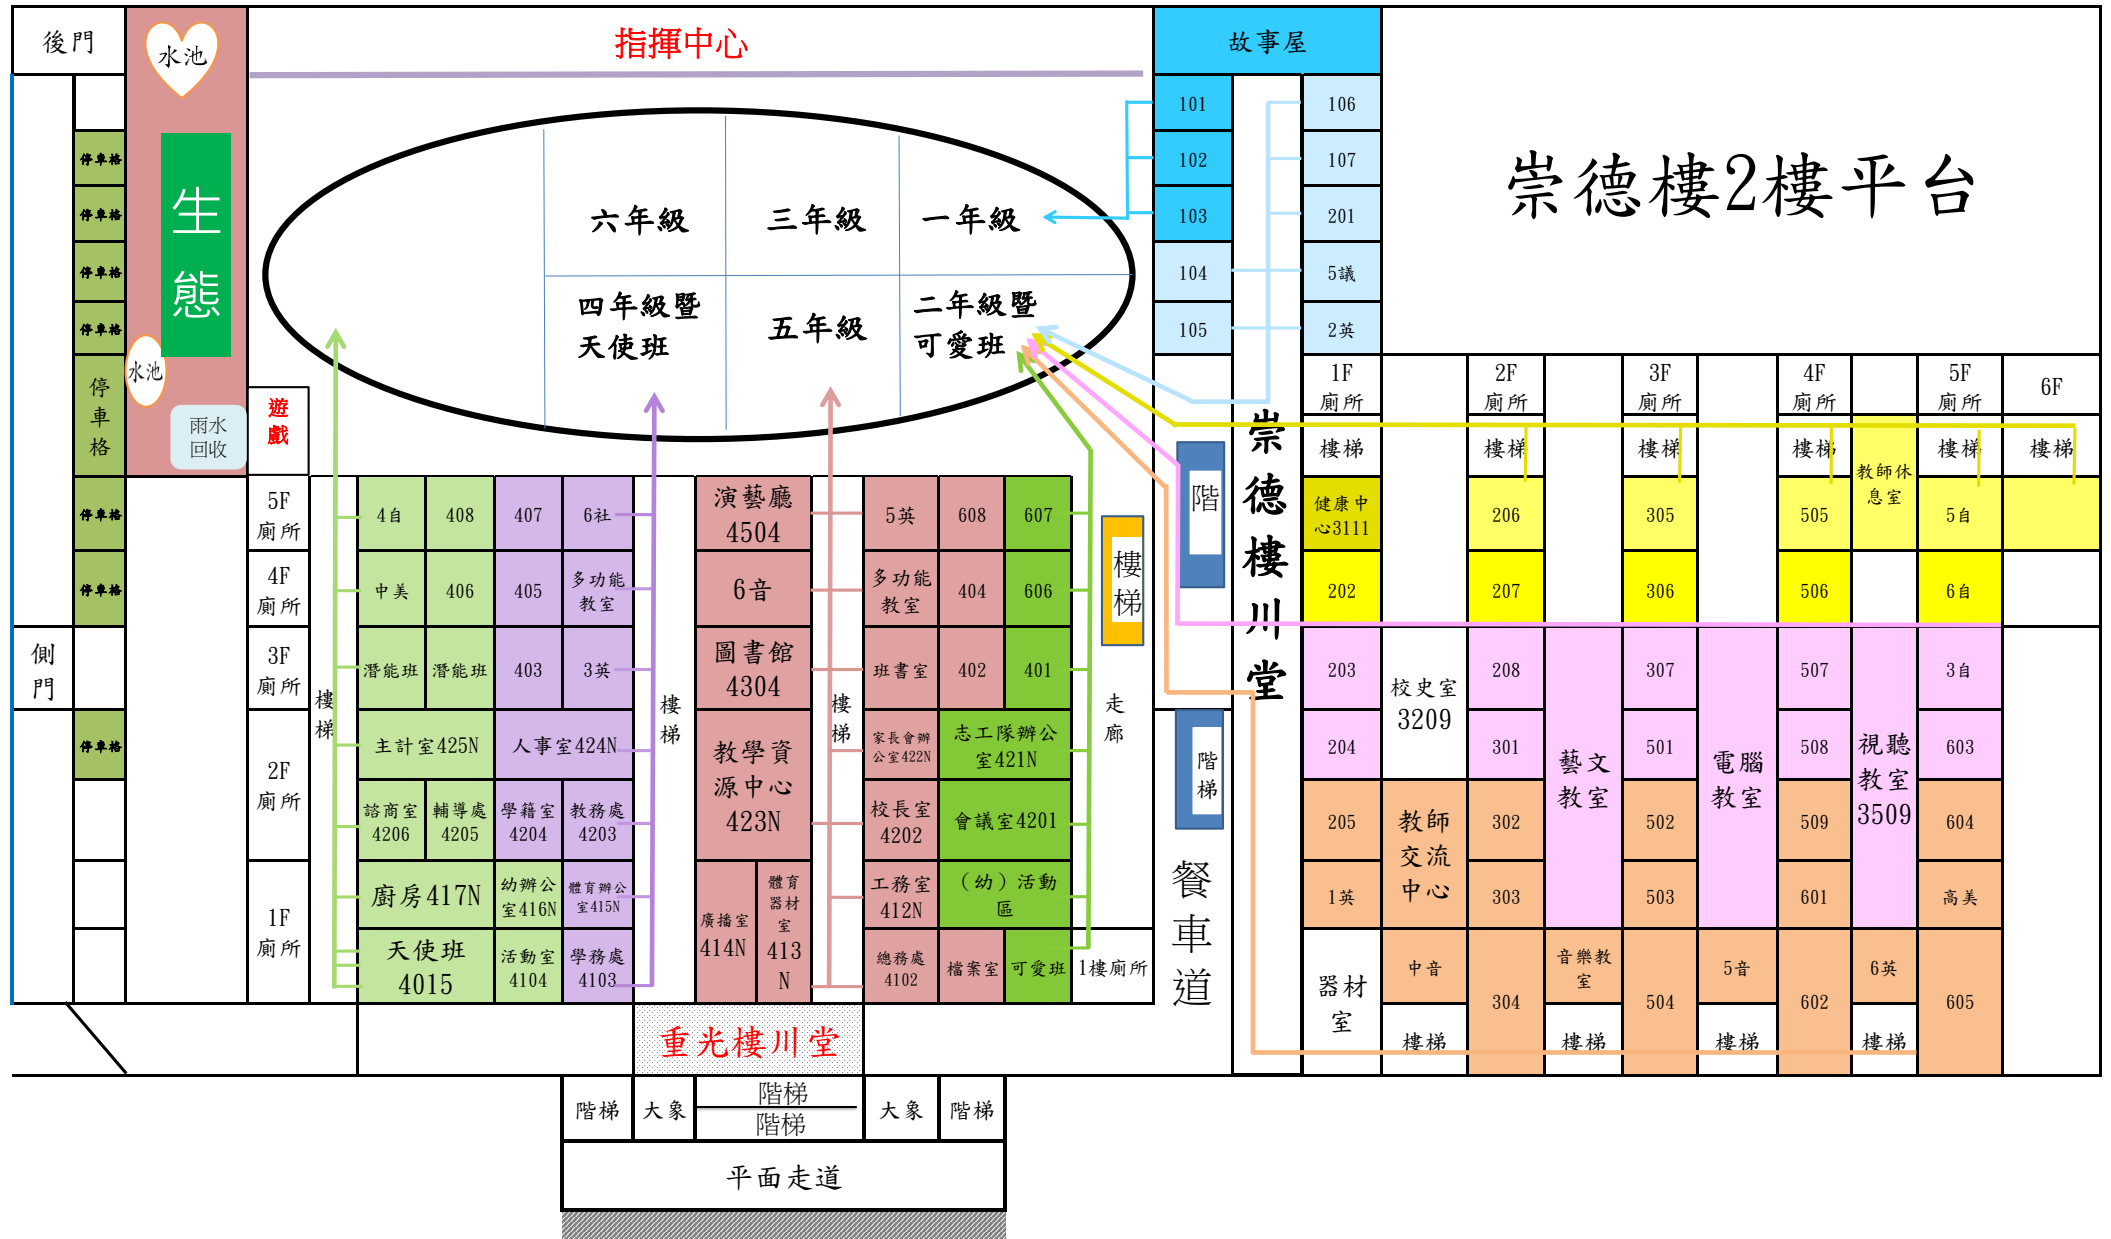 後門
水池
指揮中心
故事屋
101
106
停車格
102
107
生
態
崇德樓2樓平台
停車格
六年級
三年級
一年級
103
201
停車格
104
5議
四年級暨
天使班
五年級
二年級暨
可愛班
停車格
105
2英
水池
停
車
格
雨水
回收
遊
戲
1F
廁所
2F
廁所
3F
廁所
4F
廁所
5F
廁所
6F
崇
德
樓
川
堂
階
樓梯
樓梯
樓梯
樓梯
樓梯
樓梯
教師休
息室
停車格
5F
廁所
4自
408
407
6社
演藝廳
4504
5英
608
607
健康中
心3111
206
305
505
5自
停車格
4F
廁所
中美
406
405
多功能
教室
6音
多功能
教室
404
606
樓
梯
202
207
306
506
6自
側
門
3F
廁所
樓
梯
潛能班
潛能班
403
3英
樓
梯
圖書館
4304
樓
梯
班書室
402
401
走
廊
203
校史室
3209
208
307
507
3自
停車格
2F
廁所
主計室425N
人事室424N
教學資
源中心
423N
家長會辦
公室422N
志工隊辦公
室421N
階
梯
204
301
藝文
教室
501
電腦
教室
508
視聽
教室
3509
603
諮商室
4206
輔導處
4205
學籍室
4204
教務處
4203
校長室
4202
會議室4201
205
教師
交流
中心
302
502
509
604
1F
廁所
廚房417N
幼辦公
室416N
體育辦公
室415N
廣播室
414N
體育
器材
室
413
N
工務室
412N
(幼)活動
區
餐
車
道
1英
303
503
601
高美
天使班
4015
活動室
4104
學務處
4103
總務處
4102
檔案室
可愛班
1樓廁所
器材
室
中音
304
音樂教
室
504
5音
602
6英
605
重光樓川堂
樓梯
樓梯
樓梯
樓梯
階梯
大象
階梯
階梯
大象
階梯
平面走道